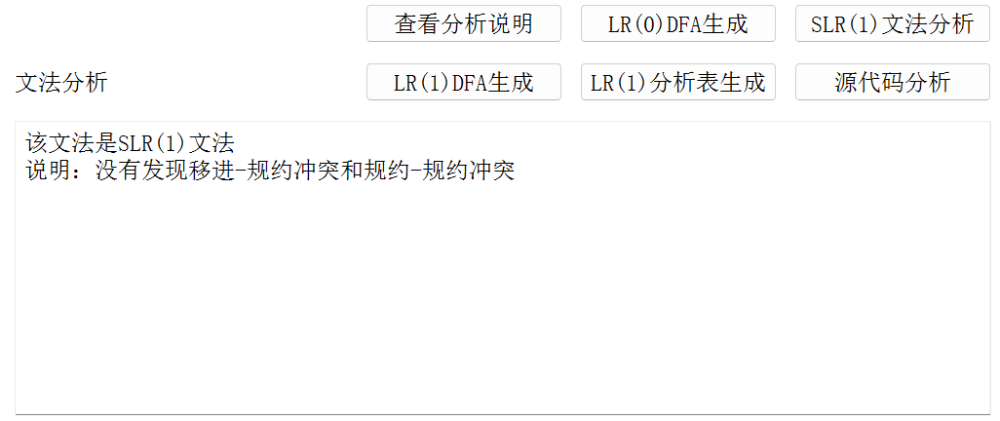 查看分析说明 LR(0)DFA生成 SLR(1)文法分析
文法分析 LR(1)DFA生成 LR(1)分析表生成 源代码分析
该文法是SLR(1)文法
说明: 没有发现移进-规约冲突和规约-规约冲突